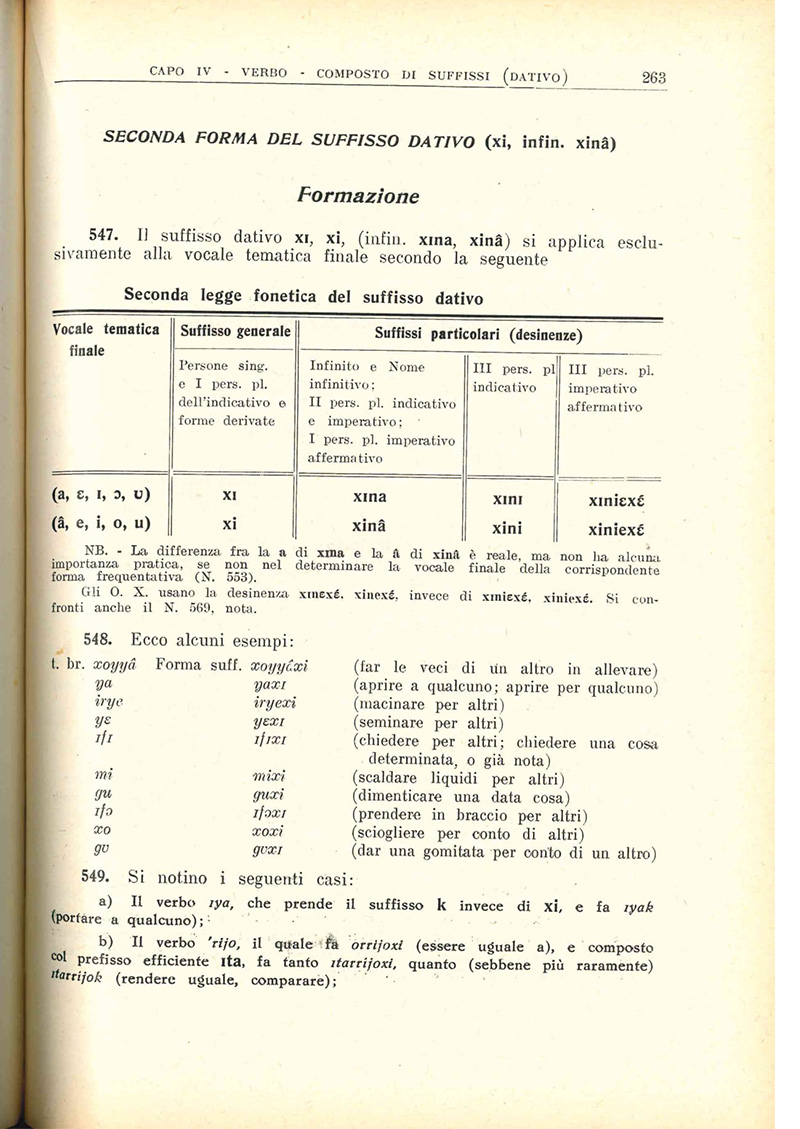 CAPO IV - VERBO - COMPOSTO DI SUFFISSI (DATIVO) 263
SECONDA FORMA DEL SUFFISSO DATIVO (xi, infin. xinâ)
Formazione
547. Il suffisso dativo xɪ, xi, (infin. xɪna, xinâ) si applica esclu-
sivamente alla vocale tematica finale secondo la seguente
Seconda legge fonetica del suffisso dativo
Vocale tematica
finale
Suffisso generale
Suffissi particolari (desinenze)
Persone sing.
e I pers. pl.
dell'indicativo e
forme derivate
Infinito e Nome
infinitivo;
II pers. pl. indicativo
e imperativo;
I pers. pl. imperativo
affermativo
III pers. pl
indicativo
III pers. pl.
imperativo
affermativo
(a, ɛ, ɪ, ɔ, ʊ) xɪ xɪna xɪnɪ xɪniɛxé
(â, e, i, o, u) xi xinâ xini xiniexé
NB. - La differenza fra la a di xɪna e la â di xinâ è reale, ma non ha alcuna
importanza pratica, se non nel determinare la vocale finale della corrispondente
forma frequentativa (N. 553).
Gli O. X. usano la desinenza xɪnɛxé, xinexé, invece di xɪniɛxé, xiniexé. Si con-
fronti anche il N. 569, nota.
548. Ecco alcuni esempi:
t. br. xoyyâ Forma suff. xoyyâxi (far le veci di un altro in allevare)
ya yaxɪ (aprire a qualcuno; aprire per qualcuno)
irye iryexi (macinare per altri)
yɛ yɛxɪ (seminare per altri)
ɪfɪ ɪfɪxɪ (chiedere per altri; chiedere una cosa
determinata, o già nota)
mi mixi (scaldare liquidi per altri)
gu guxi (dimenticare una data cosa)
ɪfɔ ɪfɔxɪ (prendere in braccio per altri)
xo xoxi (sciogliere per conto di altri)
gʊ gʊxɪ (dar una gomitata per conto di un altro)
549. Si notino i seguenti casi:
a) Il verbo ɪya, che prende il suffisso k invece di xi, e fa ɪyak
(portare a qualcuno);
b) Il verbo 'rijo, il quale fa orrijoxi (essere uguale a), e composto
col prefisso efficiente ɪta, fa tanto ɪtarrijoxi, quanto (sebbene più raramente)
ɪtarrijok (rendere uguale, comparare);